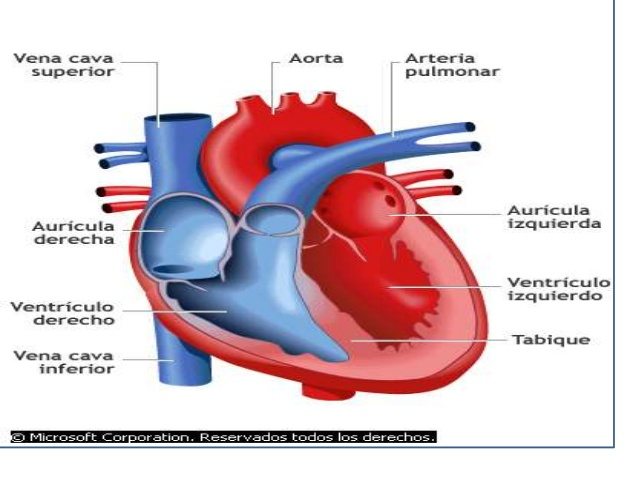 Vena cava
superior
Aorta
Arteria
pulmonar
Aurícula
derecha
Aurícula
izquierda
Ventrículo
izquierdo
Ventrículo
derecho
Tabique
Vena cava
inferior
© Microsoft Corporation. Reservados todos los derechos.